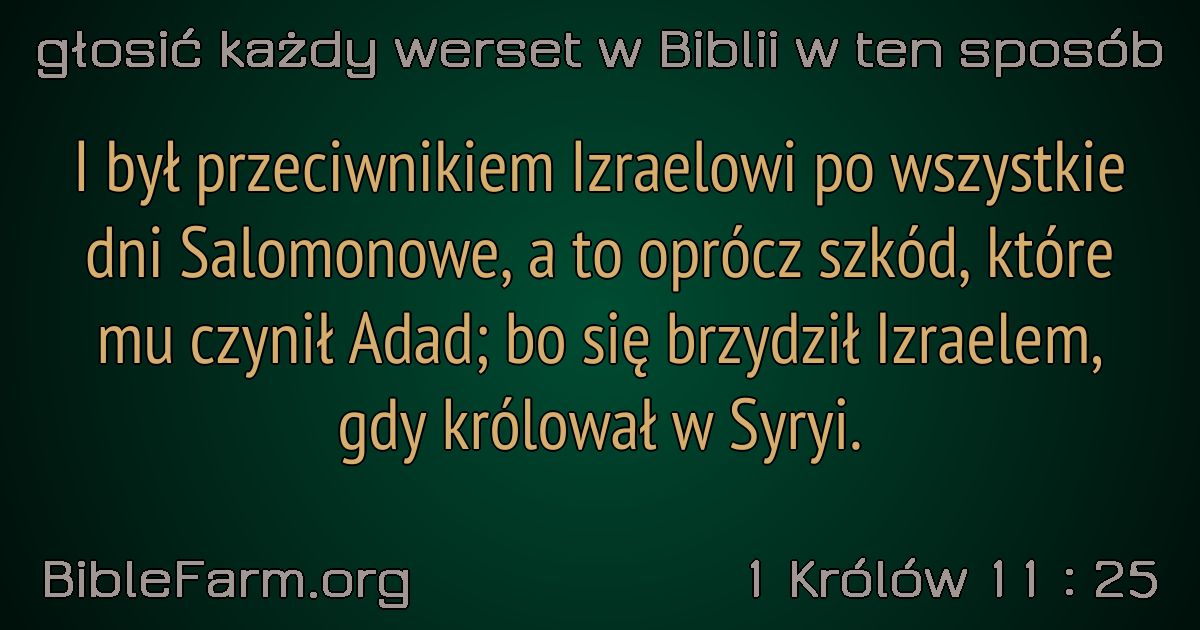 głosić każdy werset w Biblii w ten sposób
I był przeciwnikiem Izraelowi po wszystkie
dni Salomonowe, a to oprócz szkód, które
mu czynił Adad; bo się brzydził Izraelem,
gdy królował w Syryi.
BibleFarm.org
1 Królów 11 : 25